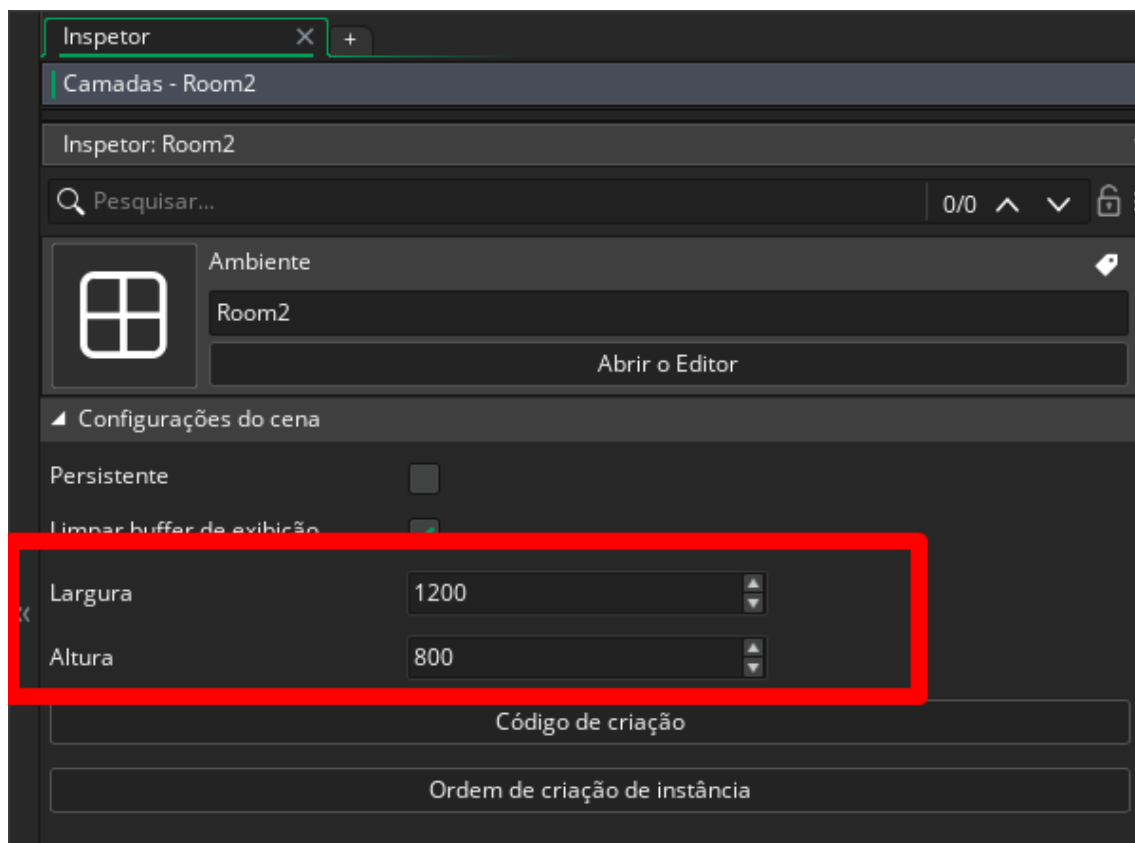 Inspetor
Camadas - Room2
Inspetor: Room2
Pesquisar...
0/0
Ambiente
Room2
Abrir o Editor
Configurações do cena
Persistente
Limpar buffer de exibição
Largura 1200
Altura 800
Código de criação
Ordem de criação de instância